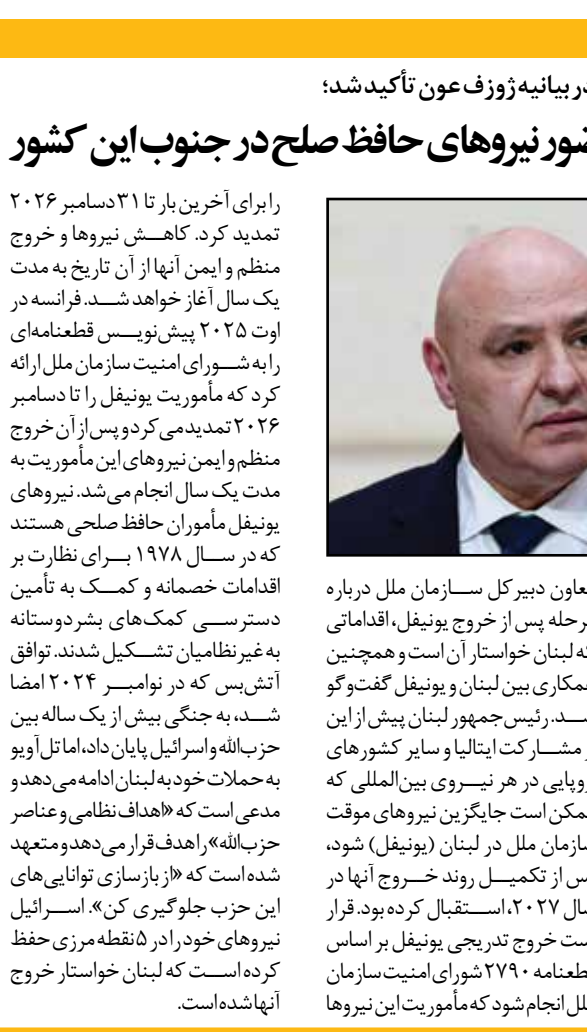 در بیانیه ژوزف عون تأکید شد؛
حضور نیروهای حافظ صلح در جنوب این کشور
معاون دبیرکل سازمان ملل درباره
مرحله پس از خروج یونیفل، اقداماتی
که لبنان خواستار آن است و همچنین
همکاری بین لبنان و یونیفل گفت‌وگو
شد. رئیس‌جمهور لبنان پیش از این
از مشارکت ایتالیا و سایر کشورهای
اروپایی در هر نیروی بین‌المللی که
ممکن است جایگزین نیروهای موقت
سازمان ملل در لبنان (یونیفل) شود،
پس از تکمیل روند خروج آنها در
سال ۲۰۲۷، استقبال کرده بود. قرار
است خروج تدریجی یونیفل بر اساس
قطعنامه ۲۷۹۰ شورای امنیت سازمان
ملل انجام شود که مأموریت این نیروها
را برای آخرین بار تا ۳۱ دسامبر ۲۰۲۶
تمدید کرد. کاهش نیروها و خروج
منظم و ایمن آنها از آن تاریخ به مدت
یک سال آغاز خواهد شد. فرانسه در
اوت ۲۰۲۵ پیش‌نویس قطعنامه‌ای
را به شورای امنیت سازمان ملل ارائه
کرد که مأموریت یونیفل را تا دسامبر
۲۰۲۶ تمدید می‌کرد و پس از آن خروج
منظم و ایمن نیروهای این مأموریت به
مدت یک سال انجام می‌شد. نیروهای
یونیفل مأموران حافظ صلحی هستند
که در سال ۱۹۷۸ برای نظارت بر
اقدامات خصمانه و کمک به تأمین
دسترسی کمک‌های بشردوستانه
به غیرنظامیان تشکیل شدند. توافق
آتش‌بس که در نوامبر ۲۰۲۴ امضا
شد، به جنگی بیش از یک ساله بین
حزب‌الله و اسرائیل پایان داد، اما تل‌آویو
به حملات خود به لبنان ادامه می‌دهد و
مدعی است که «اهداف نظامی و عناصر
حزب‌الله» را هدف قرار می‌دهد و متعهد
شده است که «از بازسازی توانایی‌های
این حزب جلوگیری کن». اسرائیل
نیروهای خود را در ۵ نقطه مرزی حفظ
کرده است که لبنان خواستار خروج
آنها شده است.